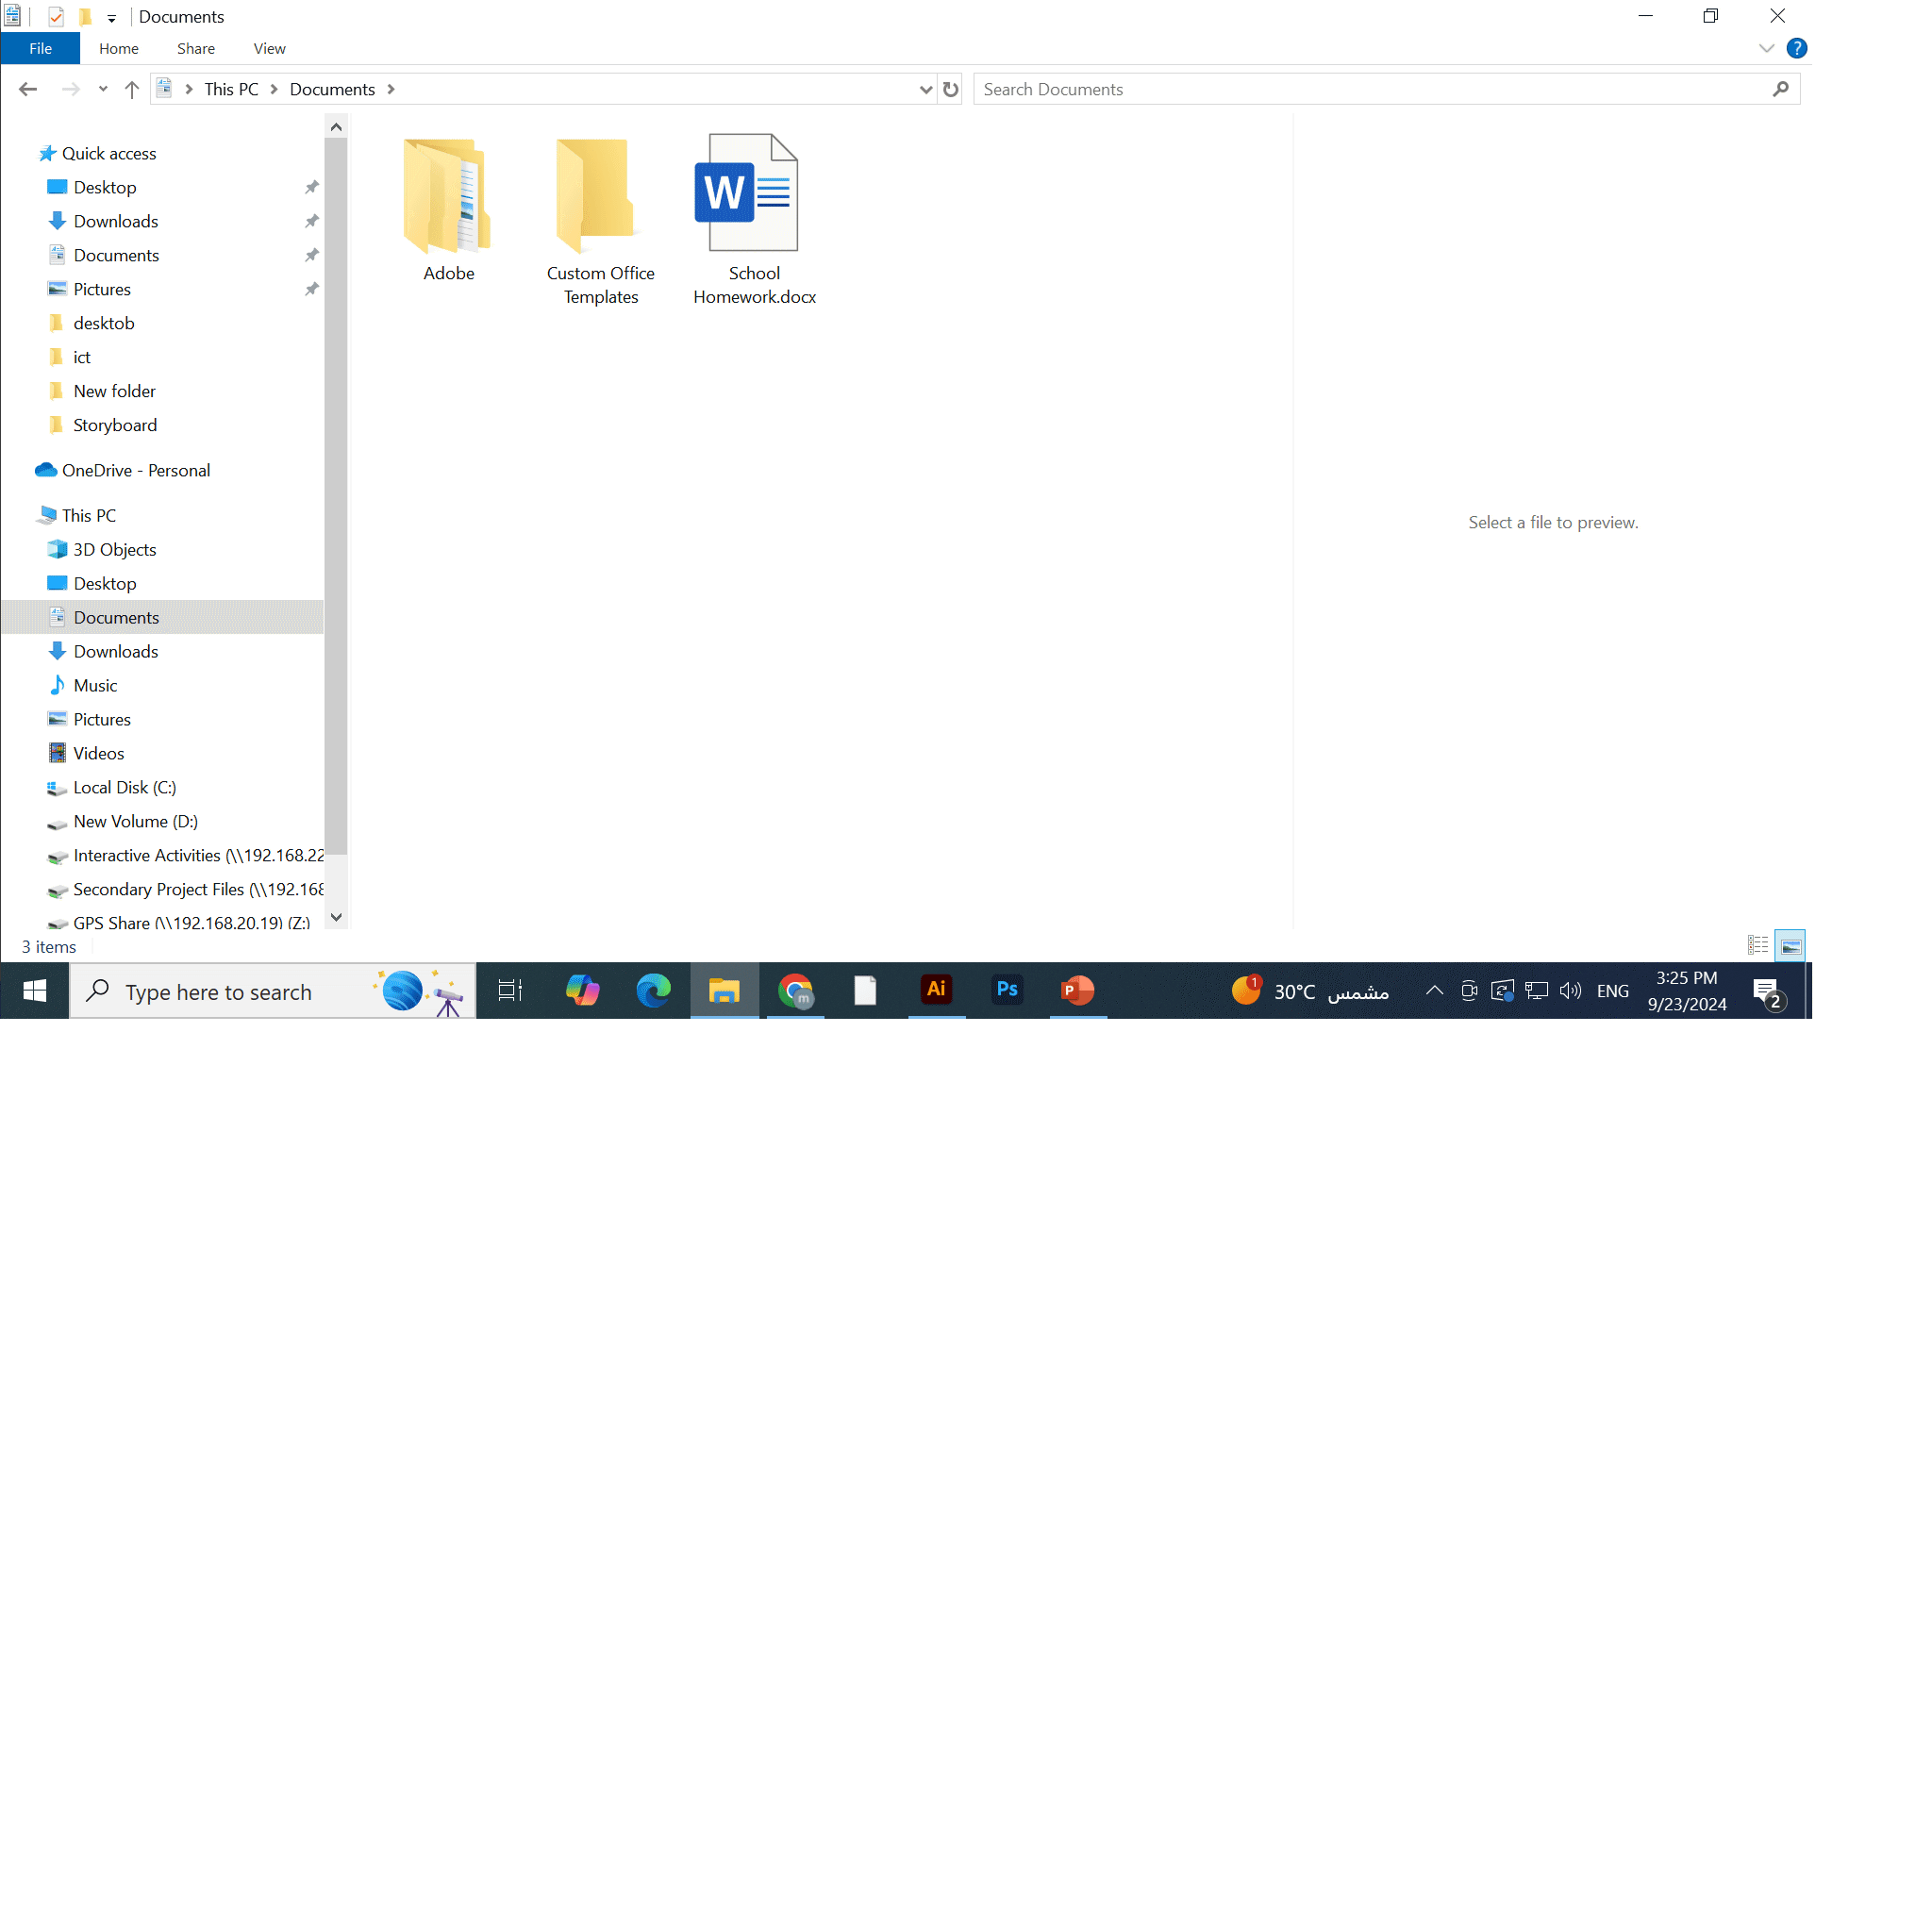 Documents
File Home Share View
This PC Documents
Search Documents
Quick access
Desktop
Downloads
Documents
Pictures
desktob
ict
New folder
Storyboard
OneDrive - Personal
This PC
3D Objects
Desktop
Documents
Downloads
Music
Pictures
Videos
Local Disk (C:)
New Volume (D:)
Interactive Activities (\\192.168.22
Secondary Project Files (\\192.168
GPS Share (\\192.168.20.19) (Z:)
Adobe
Custom Office
Templates
W
School
Homework.docx
Select a file to preview.
3 items
Type here to search
m
Ai
Ps
P
1
30°C مشمس
ENG
3:25 PM
9/23/2024
2